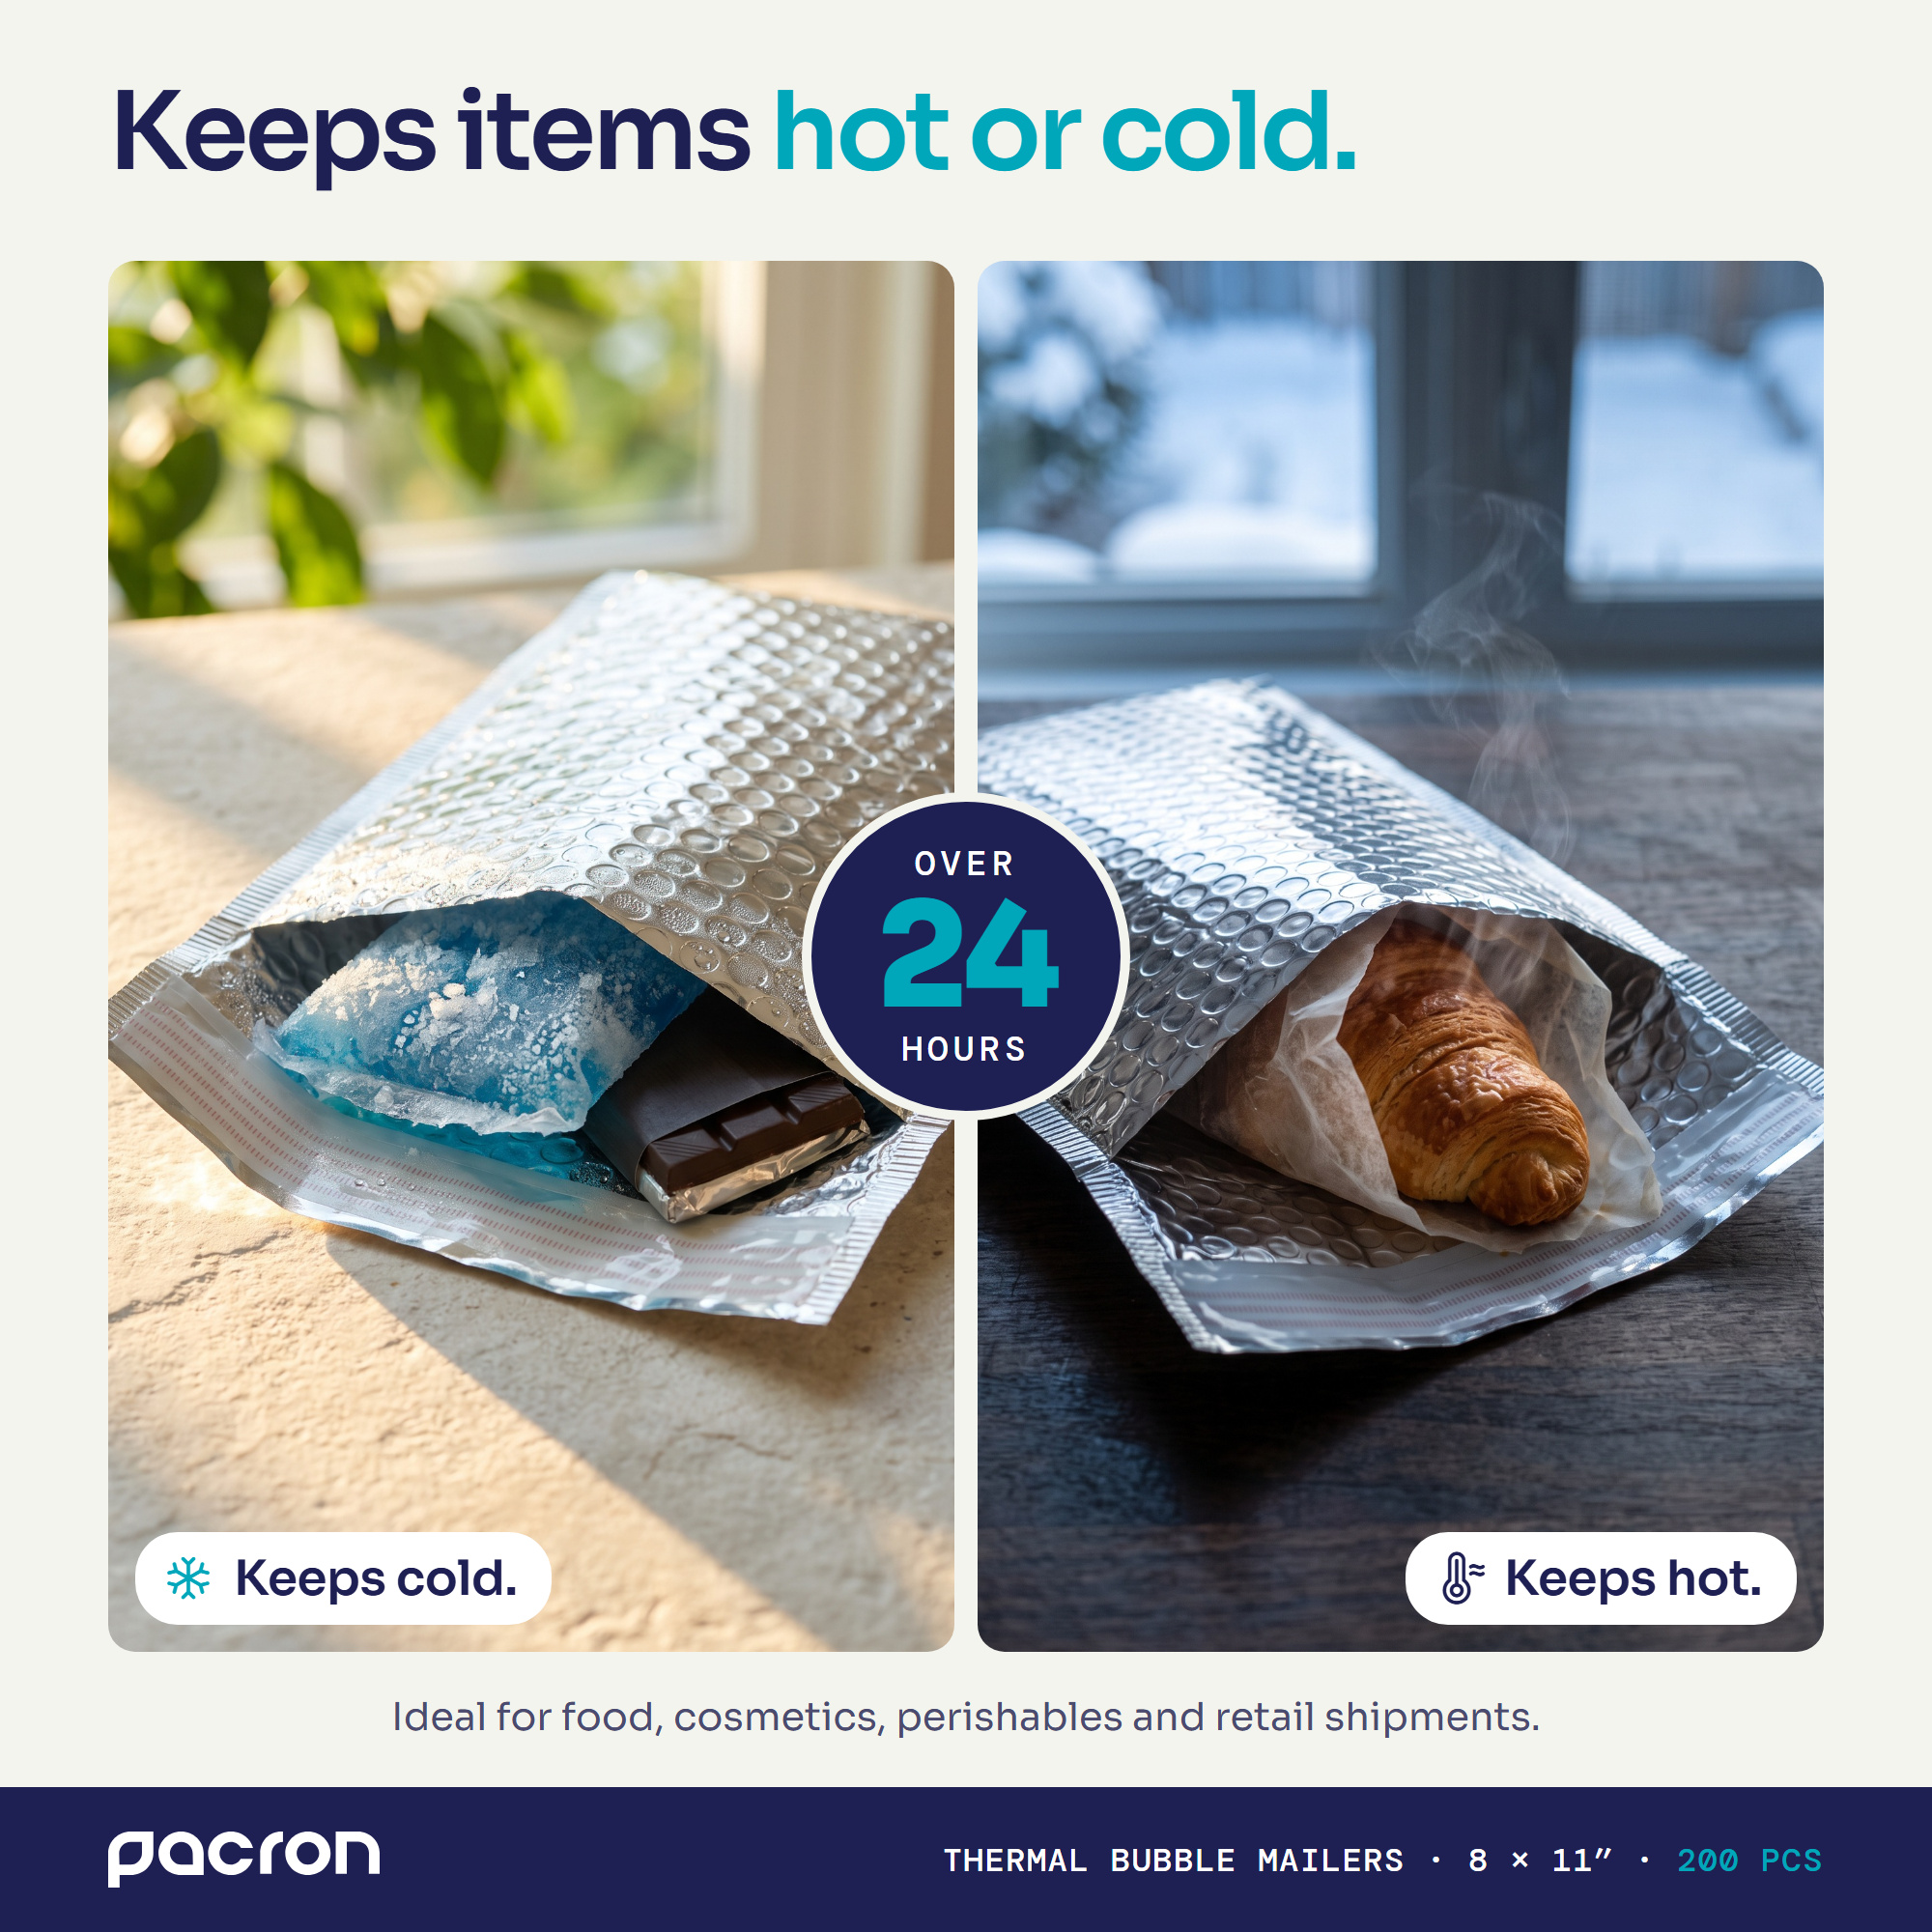 Keeps items hot or cold.
OVER
24
HOURS
Keeps cold.
Keeps hot.
Ideal for food, cosmetics, perishables and retail shipments.
pacron
THERMAL BUBBLE MAILERS · 8 × 11″ · 200 PCS